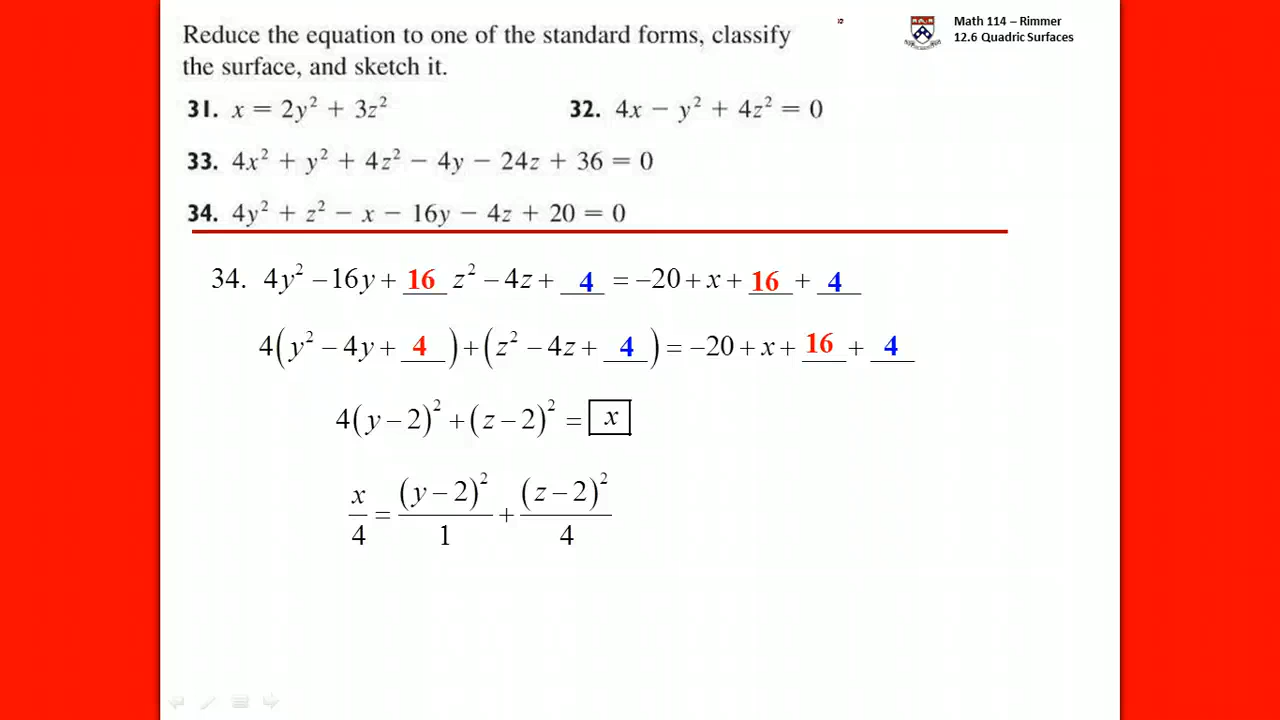 Math 114 – Rimmer
12.6 Quadric Surfaces
Reduce the equation to one of the standard forms, classify
the surface, and sketch it.
31. x = 2y² + 3z² 32. 4x − y² + 4z² = 0
33. 4x² + y² + 4z² − 4y − 24z + 36 = 0
34. 4y² + z² − x − 16y − 4z + 20 = 0
34. 4y² − 16y + 16 z² − 4z + 4 = −20 + x + 16 + 4
4(y² − 4y + 4) + (z² − 4z + 4) = −20 + x + 16 + 4
4(y − 2)² + (z − 2)² = x
x/4 = (y − 2)²/1 + (z − 2)²/4